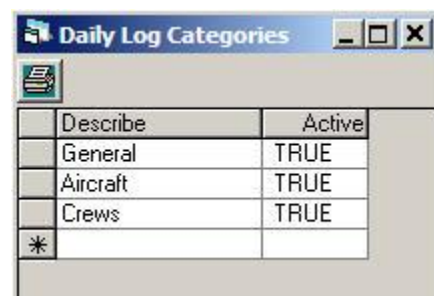 Daily Log Categories
Describe Active
General TRUE
Aircraft TRUE
Crews TRUE
*